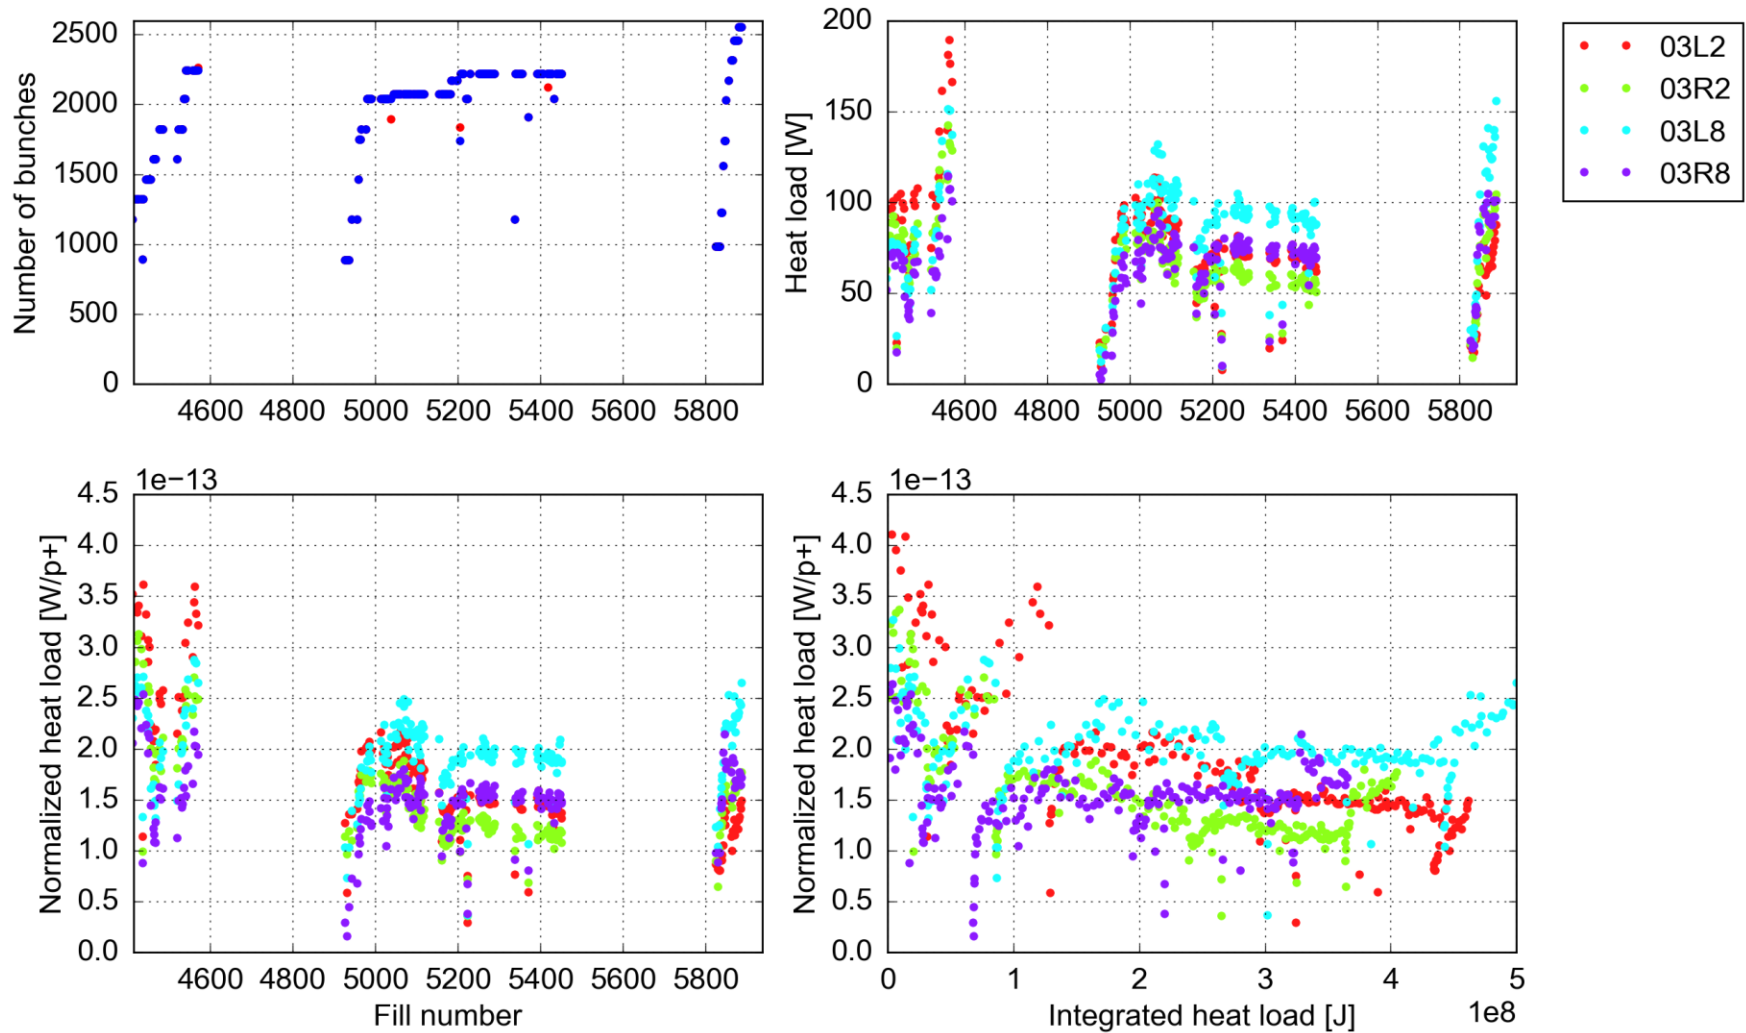 Number of bunches
2500
2000
1500
1000
500
0
4600 4800 5000 5200 5400 5600 5800
Heat load [W]
200
150
100
50
0
4600 4800 5000 5200 5400 5600 5800
03L2
03R2
03L8
03R8
1e−13
Normalized heat load [W/p+]
4.5
4.0
3.5
3.0
2.5
2.0
1.5
1.0
0.5
0.0
4600 4800 5000 5200 5400 5600 5800
Fill number
1e−13
Normalized heat load [W/p+]
4.5
4.0
3.5
3.0
2.5
2.0
1.5
1.0
0.5
0.0
0 1 2 3 4 5
Integrated heat load [J]
1e8